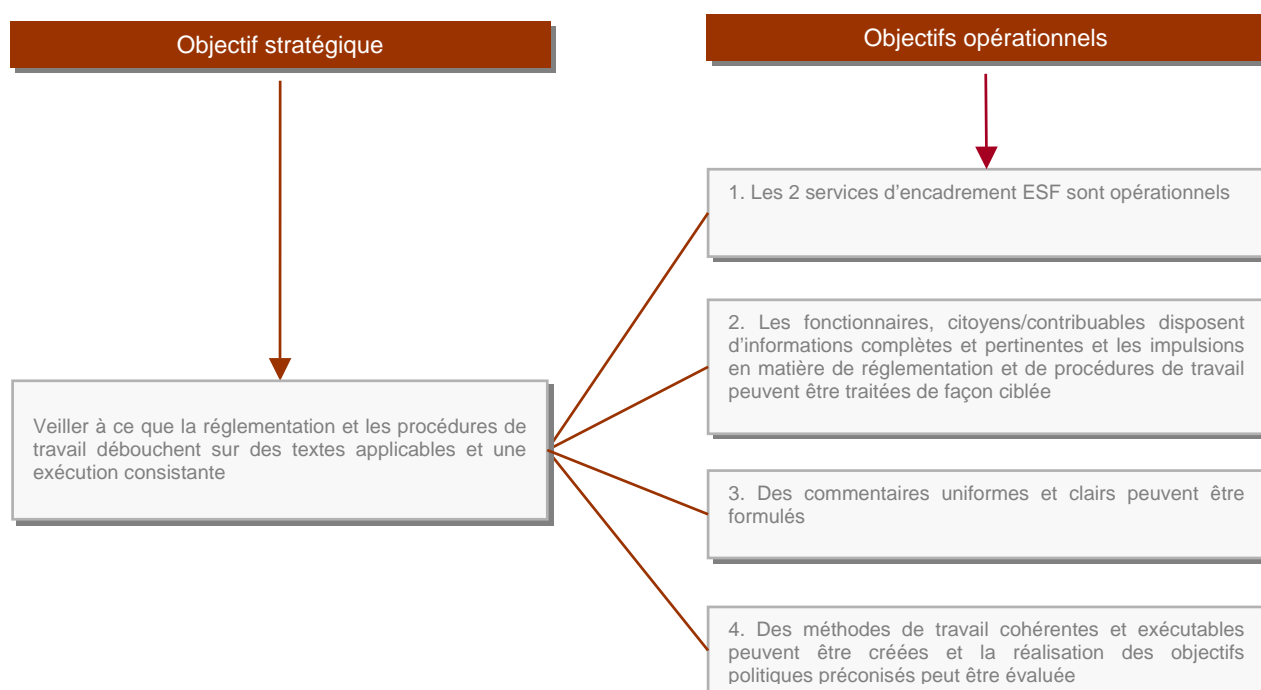 Objectif stratégique
Objectifs opérationnels
Veiller à ce que la réglementation et les procédures de
travail débouchent sur des textes applicables et une
exécution consistante
1. Les 2 services d'encadrement ESF sont opérationnels
2. Les fonctionnaires, citoyens/contribuables disposent
d'informations complètes et pertinentes et les impulsions
en matière de réglementation et de procédures de travail
peuvent être traitées de façon ciblée
3. Des commentaires uniformes et clairs peuvent être
formulés
4. Des méthodes de travail cohérentes et exécutables
peuvent être créées et la réalisation des objectifs
politiques préconisés peut être évaluée